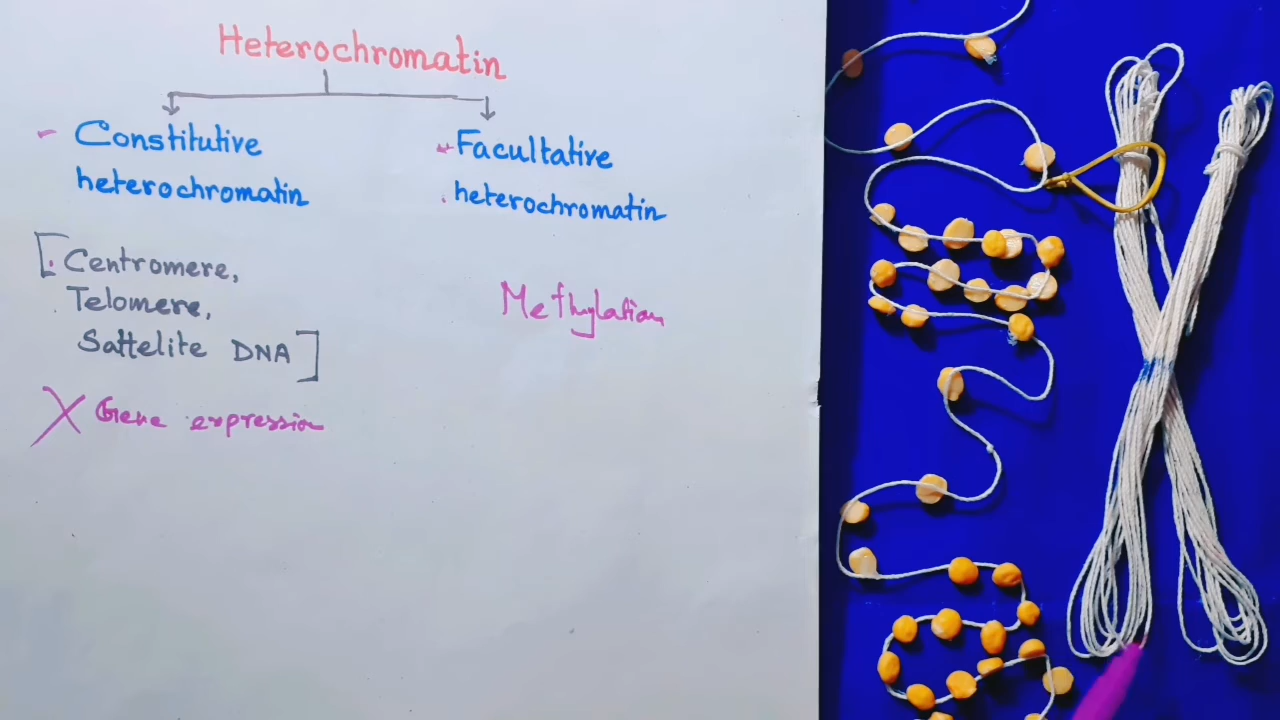 Heterochromatin
Constitutive
heterochromatin
Facultative
heterochromatin
Centromere,
Telomere,
Sattelite DNA
Methylation
X Gene expression